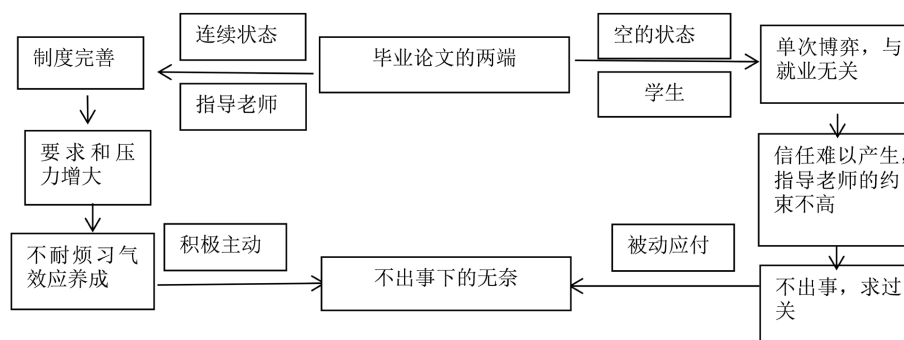 连续状态
空的状态
制度完善
毕业论文的两端
单次博弈，与
就业无关
指导老师
学生
要求和压
力增大
信任难以产生，
指导老师的约
束不高
不耐烦习气
效应养成
积极主动
被动应付
不出事下的无奈
不出事，求过
关